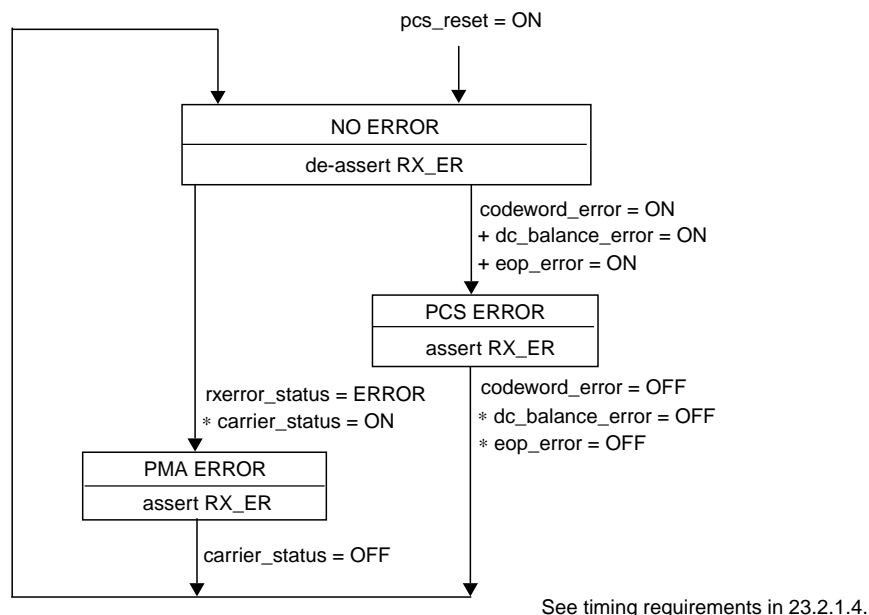 pcs_reset = ON
NO ERROR
de-assert RX_ER
codeword_error = ON
+ dc_balance_error = ON
+ eop_error = ON
PCS ERROR
assert RX_ER
rxerror_status = ERROR
* carrier_status = ON
codeword_error = OFF
* dc_balance_error = OFF
* eop_error = OFF
PMA ERROR
assert RX_ER
carrier_status = OFF
See timing requirements in 23.2.1.4.